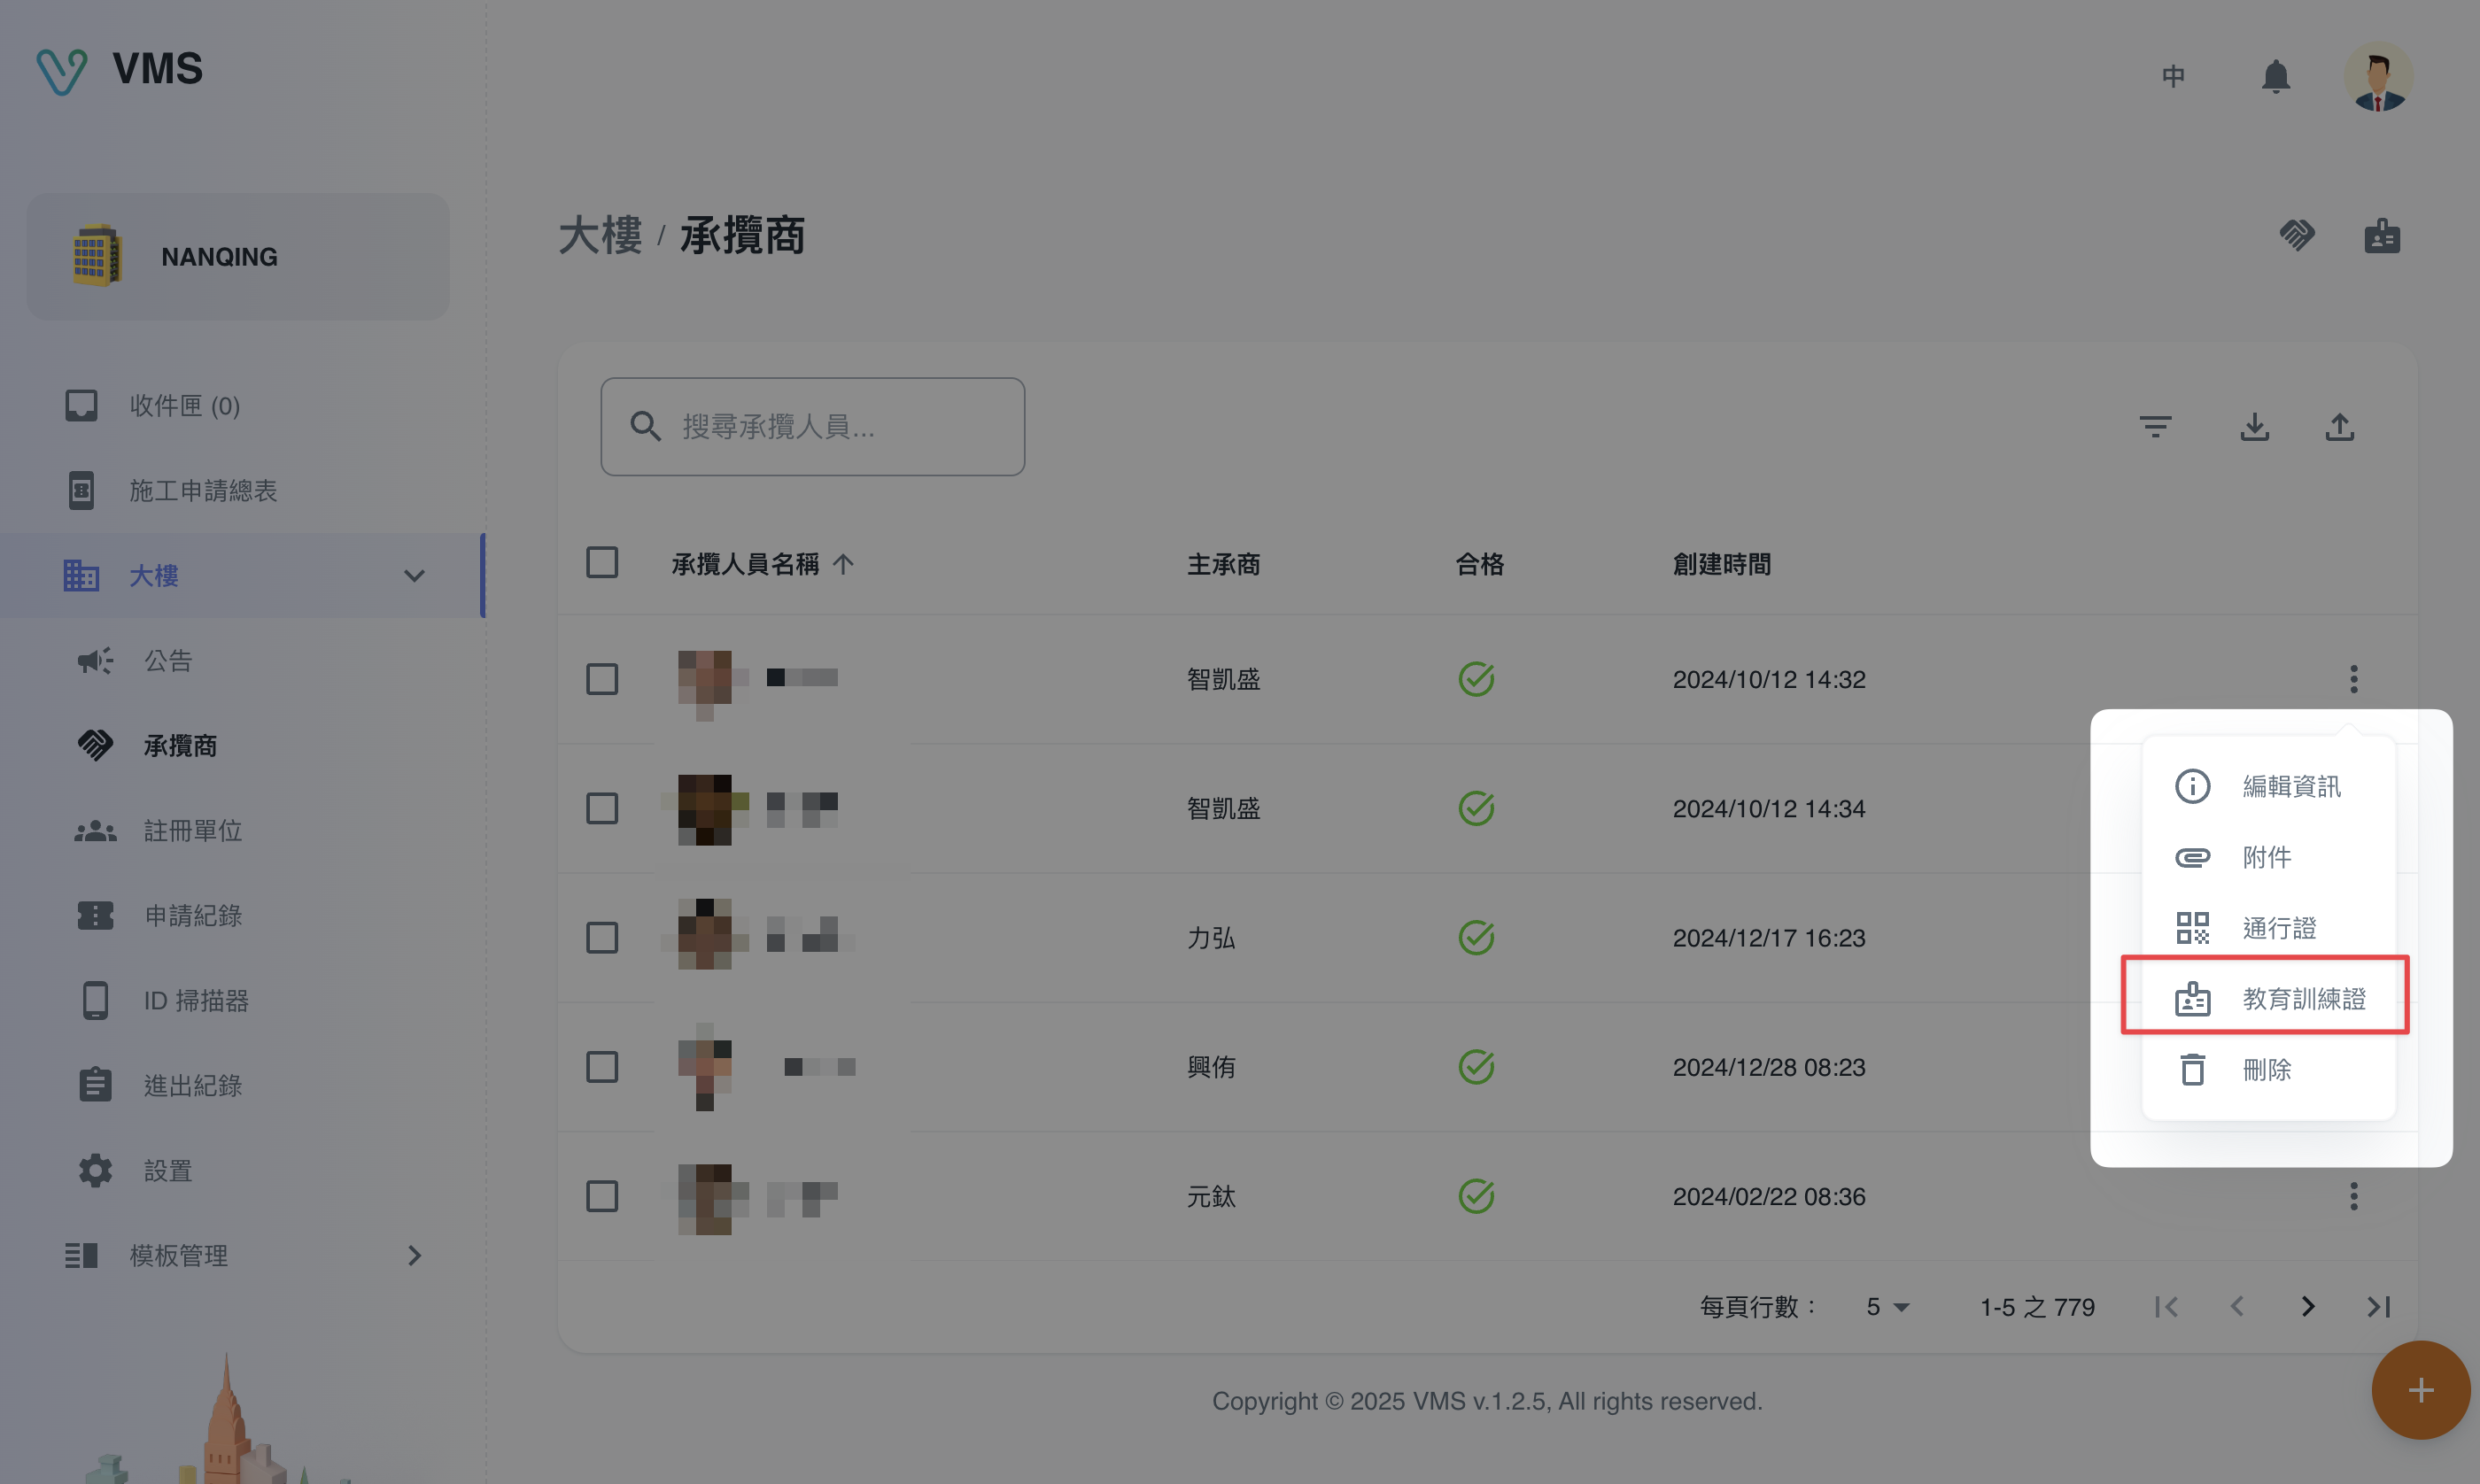 VMS
中
NANQING
收件匣 (0)
施工申請總表
大樓
公告
承攬商
註冊單位
申請紀錄
ID 掃描器
進出紀錄
設置
模板管理
大樓 / 承攬商
搜尋承攬人員...
承攬人員名稱 主承商 合格 創建時間
智凱盛 2024/10/12 14:32
智凱盛 2024/10/12 14:34
力弘 2024/12/17 16:23
興侑 2024/12/28 08:23
元鈦 2024/02/22 08:36
編輯資訊
附件
通行證
教育訓練證
刪除
每頁行數： 5 1-5 之 779
Copyright © 2025 VMS v.1.2.5, All rights reserved.